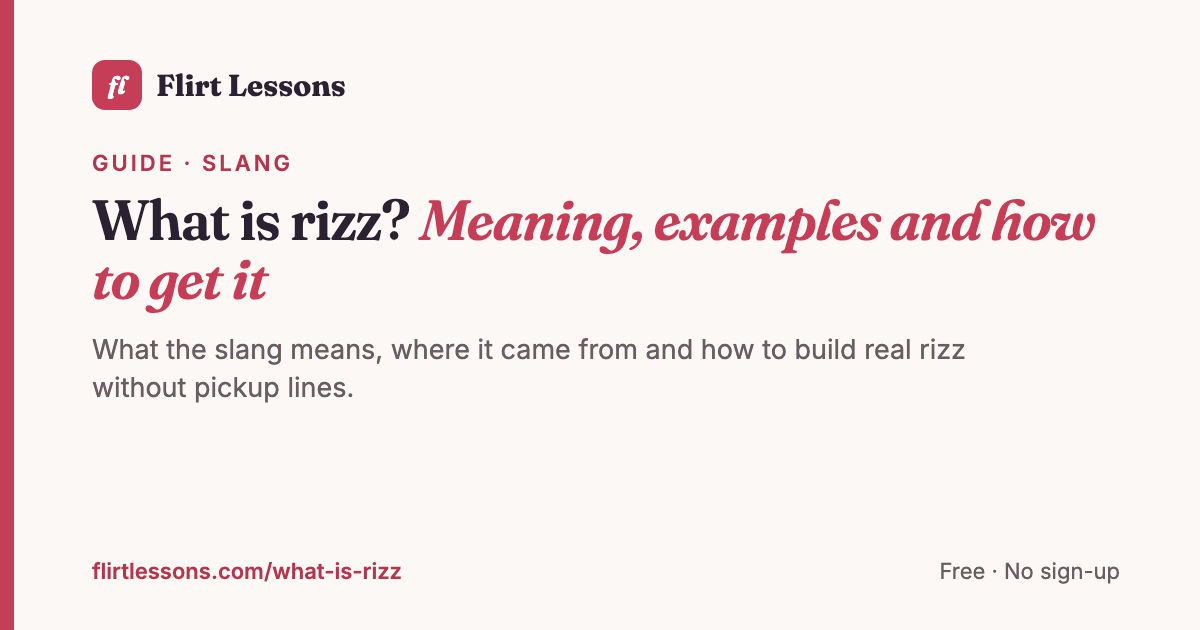 fl Flirt Lessons
GUIDE · SLANG
What is rizz? Meaning, examples and how
to get it
What the slang means, where it came from and how to build real rizz
without pickup lines.
flirtlessons.com/what-is-rizz
Free · No sign-up